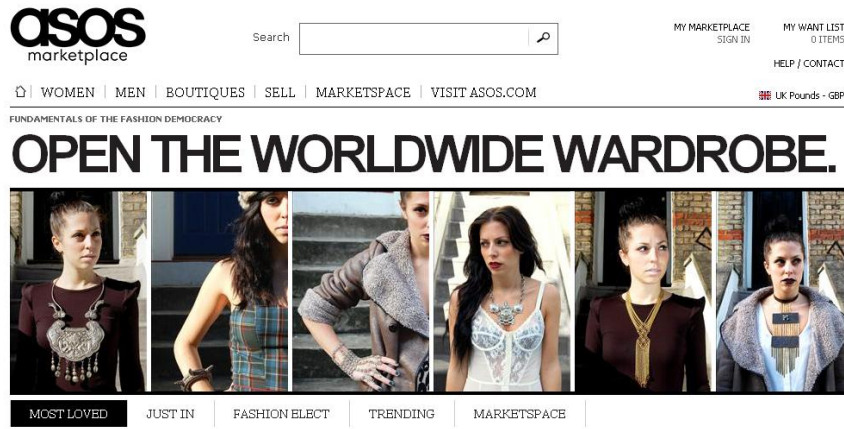 asos
marketplace
Search
MY MARKETPLACE
SIGN IN
MY WANT LIST
0 ITEMS
HELP / CONTACT
WOMEN
MEN
BOUTIQUES
SELL
MARKETSPACE
VISIT ASOS.COM
UK Pounds - GBP
FUNDAMENTALS OF THE FASHION DEMOCRACY
OPEN THE WORLDWIDE WARDROBE.
MOST LOVED
JUST IN
FASHION ELECT
TRENDING
MARKETSPACE